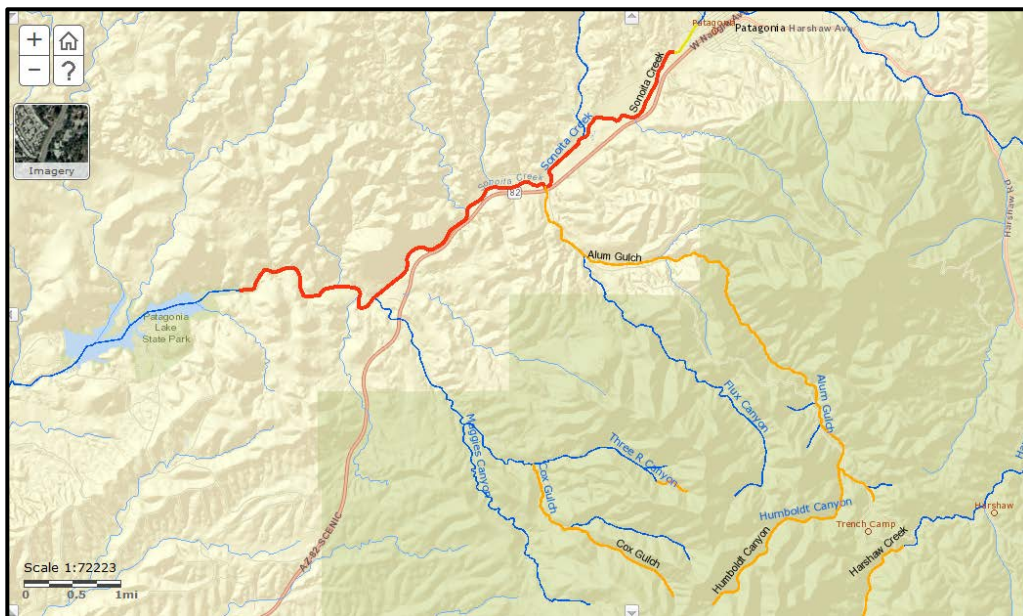 +
−
?
Imagery
Patagonia
Patagonia
Harshaw Ave
W Naugle Av
Sonoita Creek
Sonoita Creek
Sonoita Creek
82
Harshaw Rd
Alum Gulch
Patagonia
Lake
State Park
Alum Gulch
Flux Canyon
Meggies Canyon
Three R Canyon
Cox Gulch
Humboldt Canyon
Harshaw
Trench Camp
AZ-82-SCENIC
Cox Gulch
Humboldt Canyon
Harshaw Creek
Scale 1:72223
0 0.5 1mi